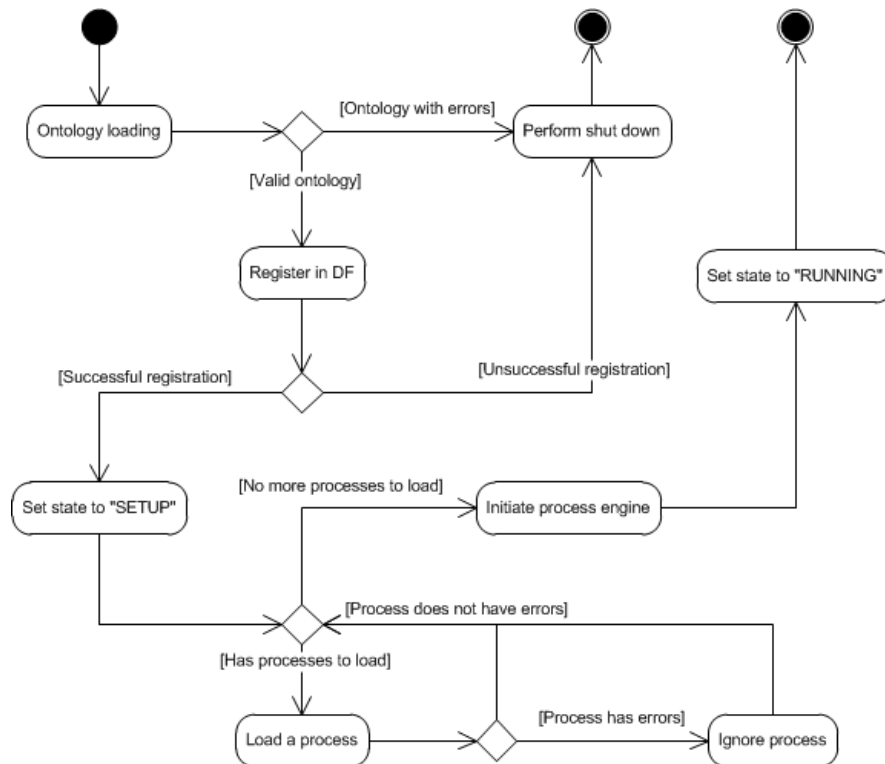 [Ontology with errors]
Ontology loading
Perform shut down
[Valid ontology]
Register in DF
Set state to "RUNNING"
[Successful registration]
[Unsuccessful registration]
[No more processes to load]
Set state to "SETUP"
Initiate process engine
[Process does not have errors]
[Has processes to load]
[Process has errors]
Load a process
Ignore process